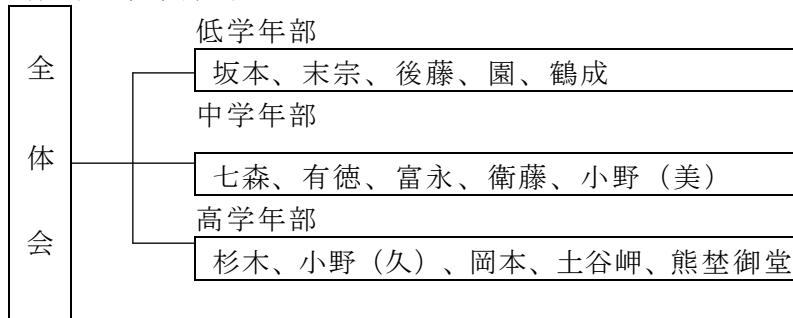 全体会
低学年部
坂本、末宗、後藤、園、鶴成
中学年部
七森、有徳、富永、衛藤、小野（美）
高学年部
杉木、小野（久）、岡本、土谷岬、熊埜御堂